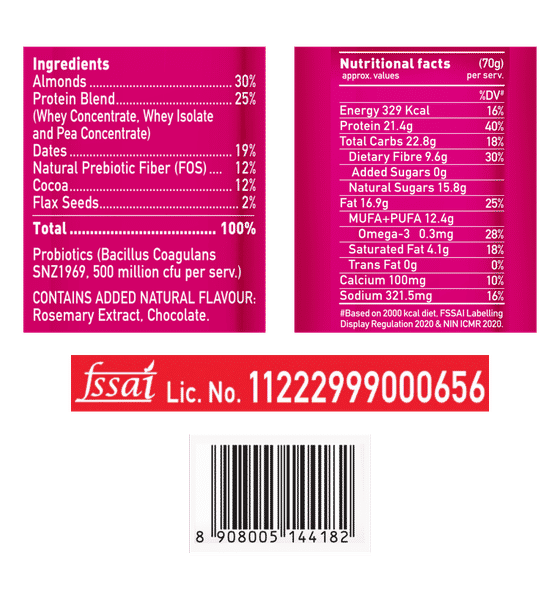 Ingredients
Almonds ........................................ 30%
Protein Blend................................ 25%
(Whey Concentrate, Whey Isolate
and Pea Concentrate)
Dates ............................................. 19%
Natural Prebiotic Fiber (FOS) .... 12%
Cocoa............................................. 12%
Flax Seeds..................................... 2%
Total ........................................ 100%
Probiotics (Bacillus Coagulans
SNZ1969, 500 million cfu per serv.)
CONTAINS ADDED NATURAL FLAVOUR:
Rosemary Extract, Chocolate.
Nutritional facts (70g)
approx. values per serv.
%DV#
Energy 329 Kcal 16%
Protein 21.4g 40%
Total Carbs 22.8g 18%
Dietary Fibre 9.6g 30%
Added Sugars 0g
Natural Sugars 15.8g
Fat 16.9g 25%
MUFA+PUFA 12.4g
Omega-3 0.3mg 28%
Saturated Fat 4.1g 18%
Trans Fat 0g 0%
Calcium 100mg 10%
Sodium 321.5mg 16%
#Based on 2000 kcal diet, FSSAI Labelling
Display Regulation 2020 & NIN ICMR 2020.
fssai Lic. No. 11222999000656
8 908005 144182